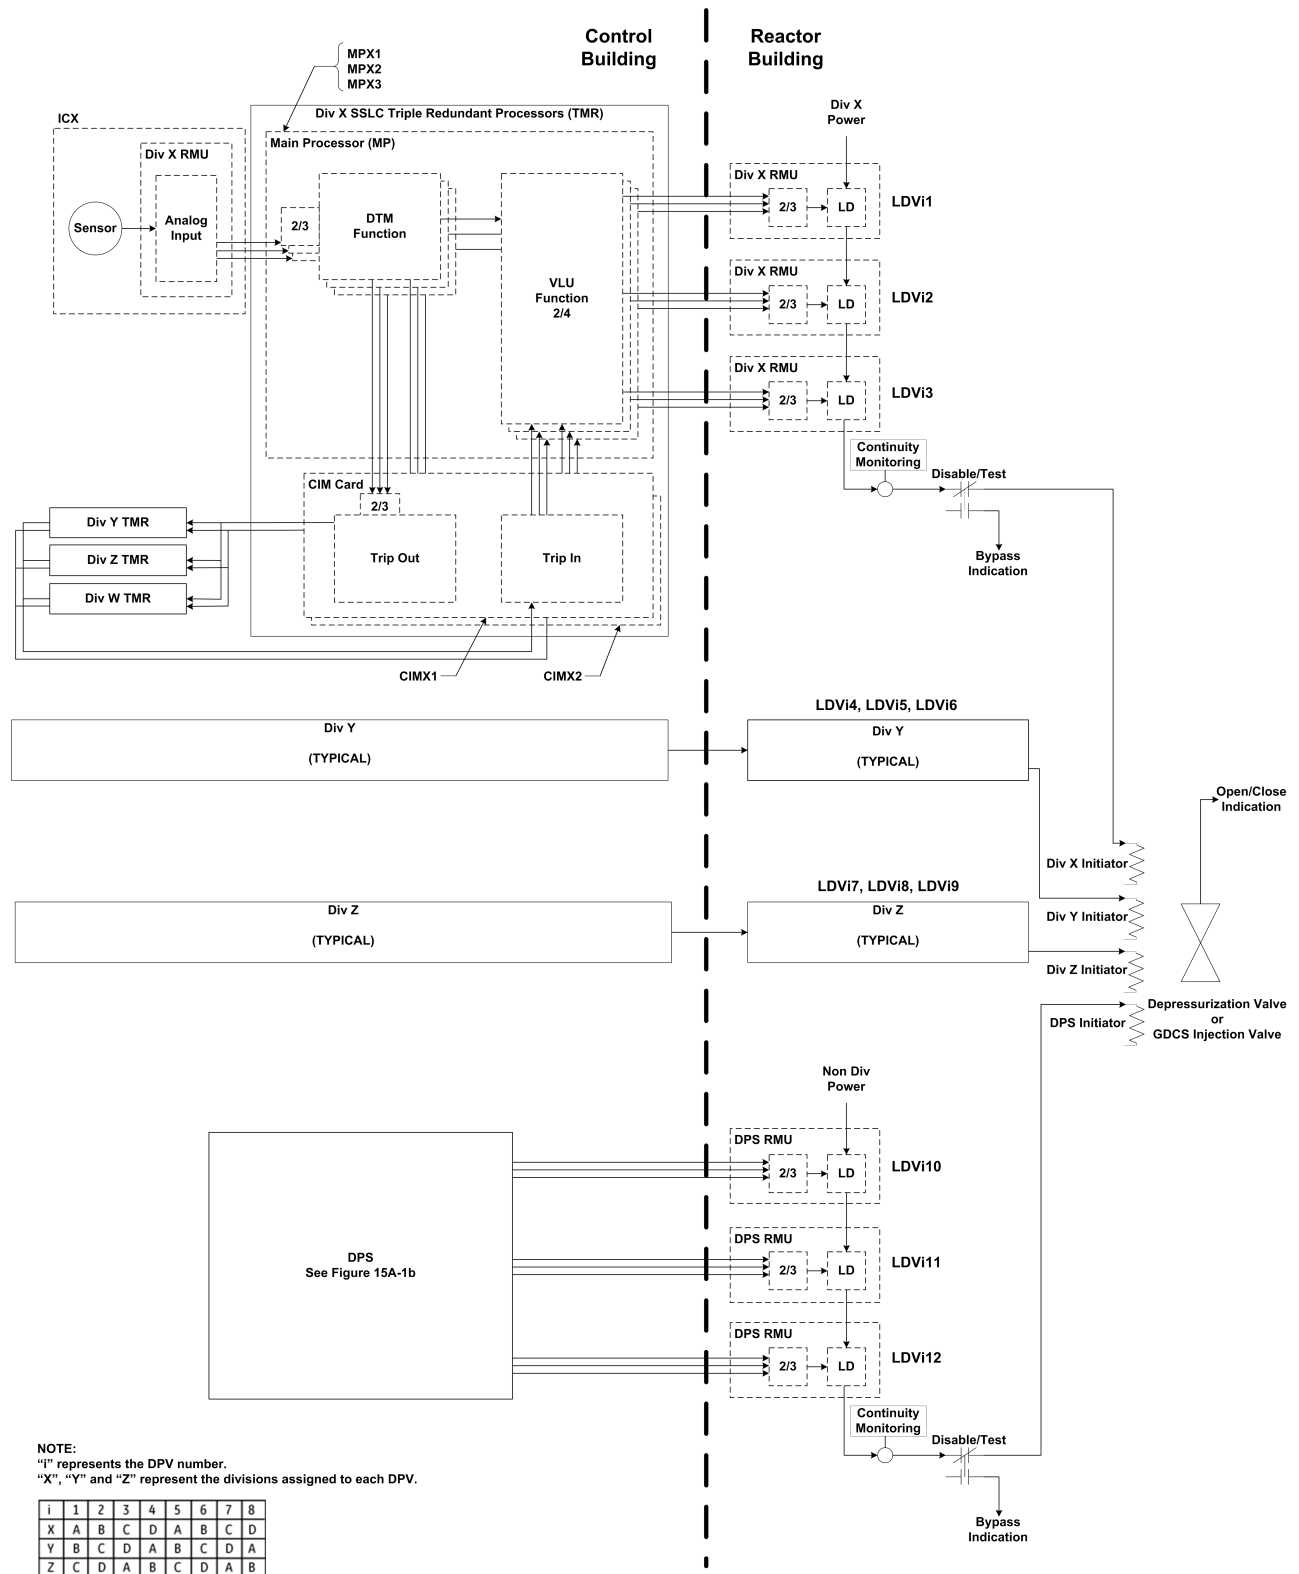 Control
Building
Reactor
Building
MPX1
MPX2
MPX3
ICX
Div X SSLC Triple Redundant Processors (TMR)
Main Processor (MP)
Div X RMU
Sensor
Analog
Input
2/3
DTM
Function
VLU
Function
2/4
Div X
Power
Div X RMU
2/3
LD
LDVi1
Div X RMU
2/3
LD
LDVi2
Div X RMU
2/3
LD
LDVi3
Continuity
Monitoring
Disable/Test
Bypass
Indication
CIM Card
2/3
Trip Out
Trip In
Div Y TMR
Div Z TMR
Div W TMR
CIMX1
CIMX2
Div Y
(TYPICAL)
LDVi4, LDVi5, LDVi6
Div Y
(TYPICAL)
Open/Close
Indication
Div X Initiator
Div Z
(TYPICAL)
LDVi7, LDVi8, LDVi9
Div Z
(TYPICAL)
Div Y Initiator
Div Z Initiator
DPS Initiator
Depressurization Valve
or
GDCS Injection Valve
Non Div
Power
DPS
See Figure 15A-1b
DPS RMU
2/3
LD
LDVi10
DPS RMU
2/3
LD
LDVi11
DPS RMU
2/3
LD
LDVi12
Continuity
Monitoring
Disable/Test
Bypass
Indication
NOTE:
“i” represents the DPV number.
“X”, “Y” and “Z” represent the divisions assigned to each DPV.
i 1 2 3 4 5 6 7 8
X A B C D A B C D
Y B C D A B C D A
Z C D A B C D A B